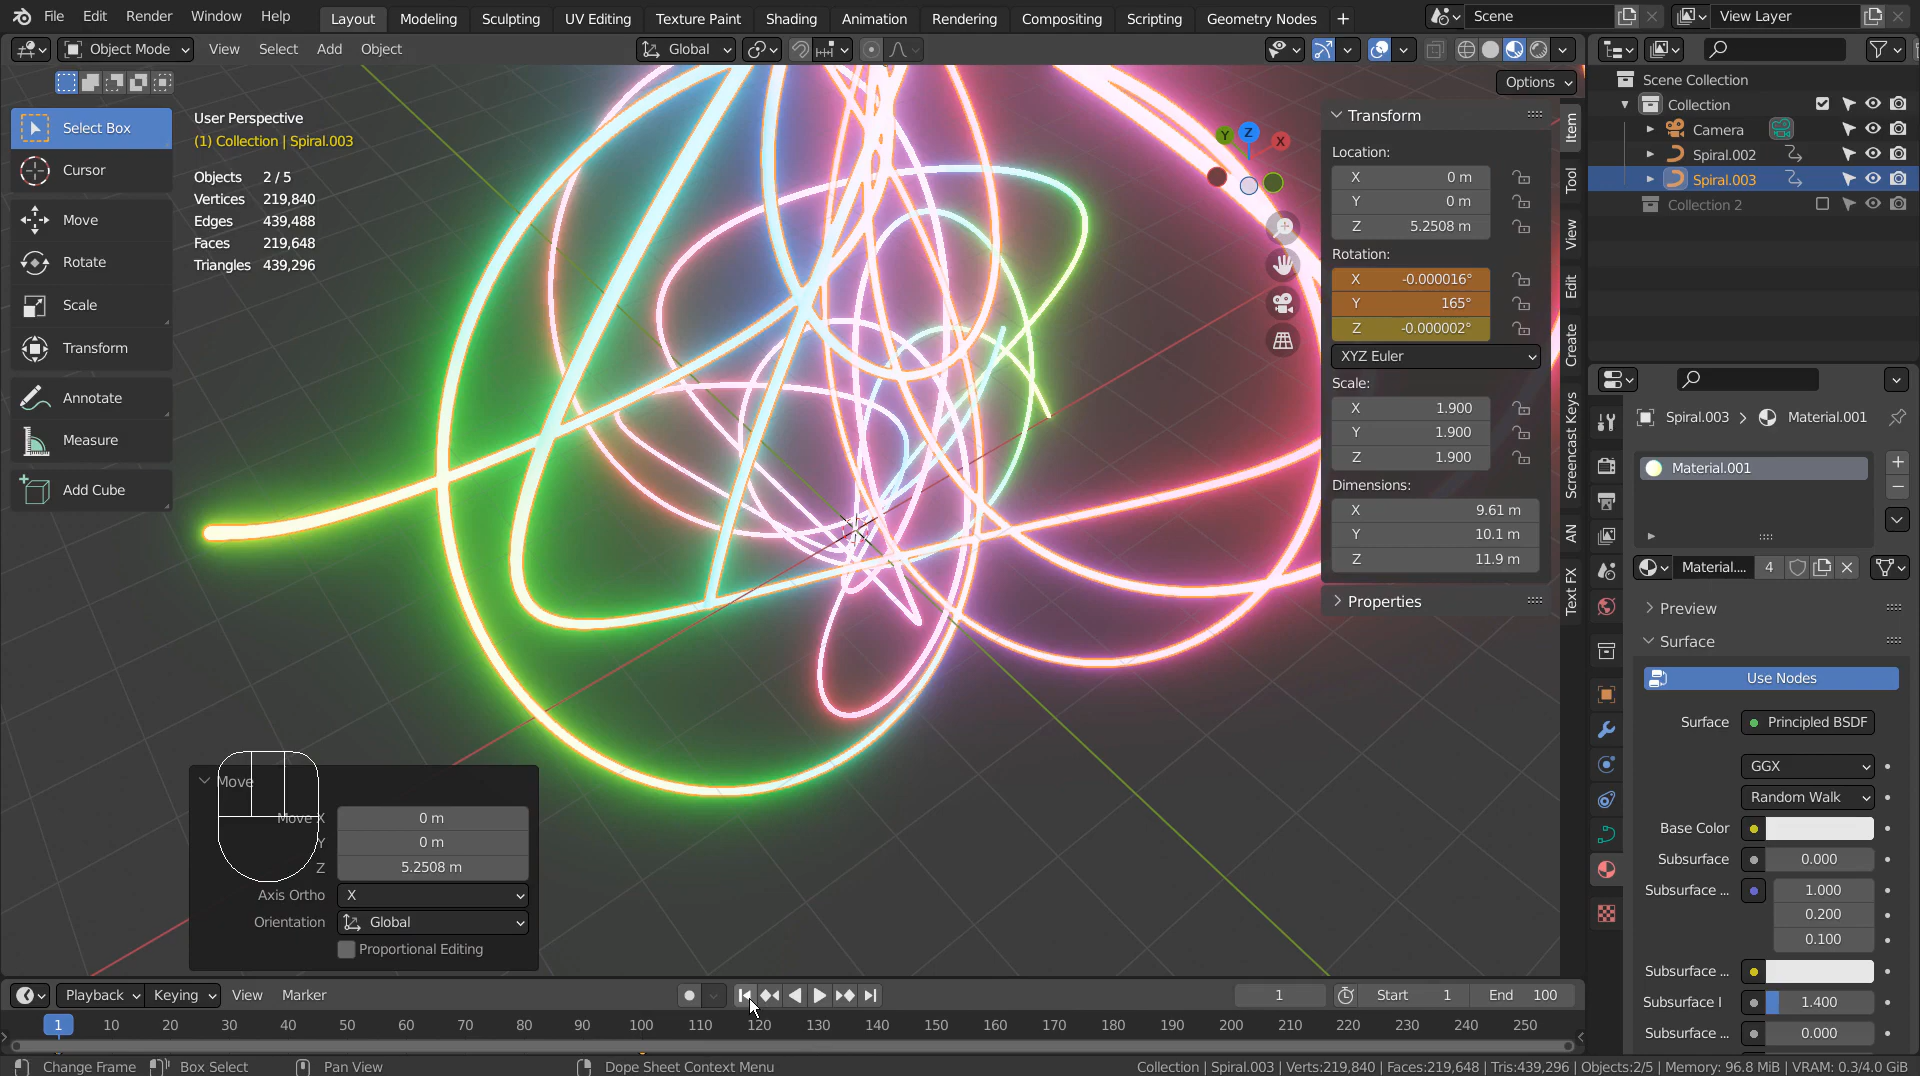 File Edit Render Window Help Layout Modeling Sculpting UV Editing Texture Paint Shading Animation Rendering Compositing Scripting Geometry Nodes + Scene View Layer
Object Mode View Select Add Object Global
Options
Select Box
Cursor
Move
Rotate
Scale
Transform
Annotate
Measure
Add Cube
User Perspective
(1) Collection | Spiral.003
Objects 2 / 5
Vertices 219,840
Edges 439,488
Faces 219,648
Triangles 439,296
Y Z X
Transform
Location:
X 0 m
Y 0 m
Z 5.2508 m
Rotation:
X -0.000016°
Y 165°
Z -0.000002°
XYZ Euler
Scale:
X 1.900
Y 1.900
Z 1.900
Dimensions:
X 9.61 m
Y 10.1 m
Z 11.9 m
Properties
Item
Tool
View
Edit
Create
Screencast Keys
AN
Text FX
Scene Collection
Collection
Camera
Spiral.002
Spiral.003
Collection 2
Spiral.003 Material.001
Material.001
Material.... 4
Preview
Surface
Use Nodes
Surface Principled BSDF
GGX
Random Walk
Base Color
Subsurface 0.000
Subsurface ... 1.000
0.200
0.100
Subsurface ...
Subsurface I 1.400
Subsurface ... 0.000
Move
Move X 0 m
Y 0 m
Z 5.2508 m
Axis Ortho X
Orientation Global
Proportional Editing
Playback Keying View Marker 1 Start 1 End 100
1 10 20 30 40 50 60 70 80 90 100 110 120 130 140 150 160 170 180 190 200 210 220 230 240 250
Change Frame Box Select Pan View Dope Sheet Context Menu Collection | Spiral.003 | Verts:219,840 | Faces:219,648 | Tris:439,296 | Objects:2/5 | Memory: 96.8 MiB | VRAM: 0.3/4.0 GiB